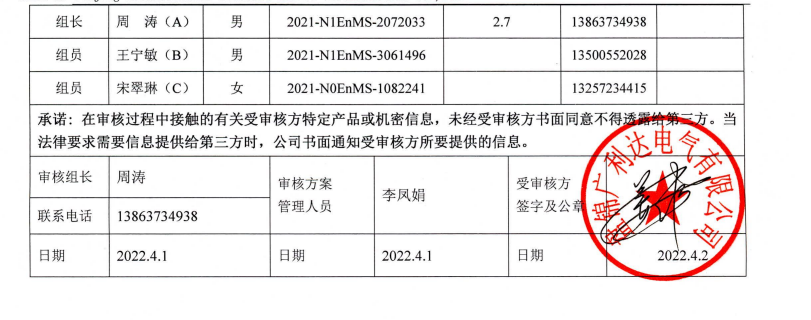 组长 周 涛（A） 男 2021-N1EnMS-2072033 2.7 13863734938
组员 王宁敏（B） 男 2021-N1EnMS-3061496 13500552028
组员 宋翠琳（C） 女 2021-N0EnMS-1082241 13257234415
承诺：在审核过程中接触的有关受审核方特定产品或机密信息，未经受审核方书面同意不得透露给第三方。当
法律要求需要信息提供给第三方时，公司书面通知受审核方所要提供的信息。
审核组长 周涛 审核方案 管理人员 李凤娟 受审核方 签字及公章
联系电话 13863734938
锦广利达电气有限公司
日期 2022.4.1 日期 2022.4.1 日期 2022.4.2